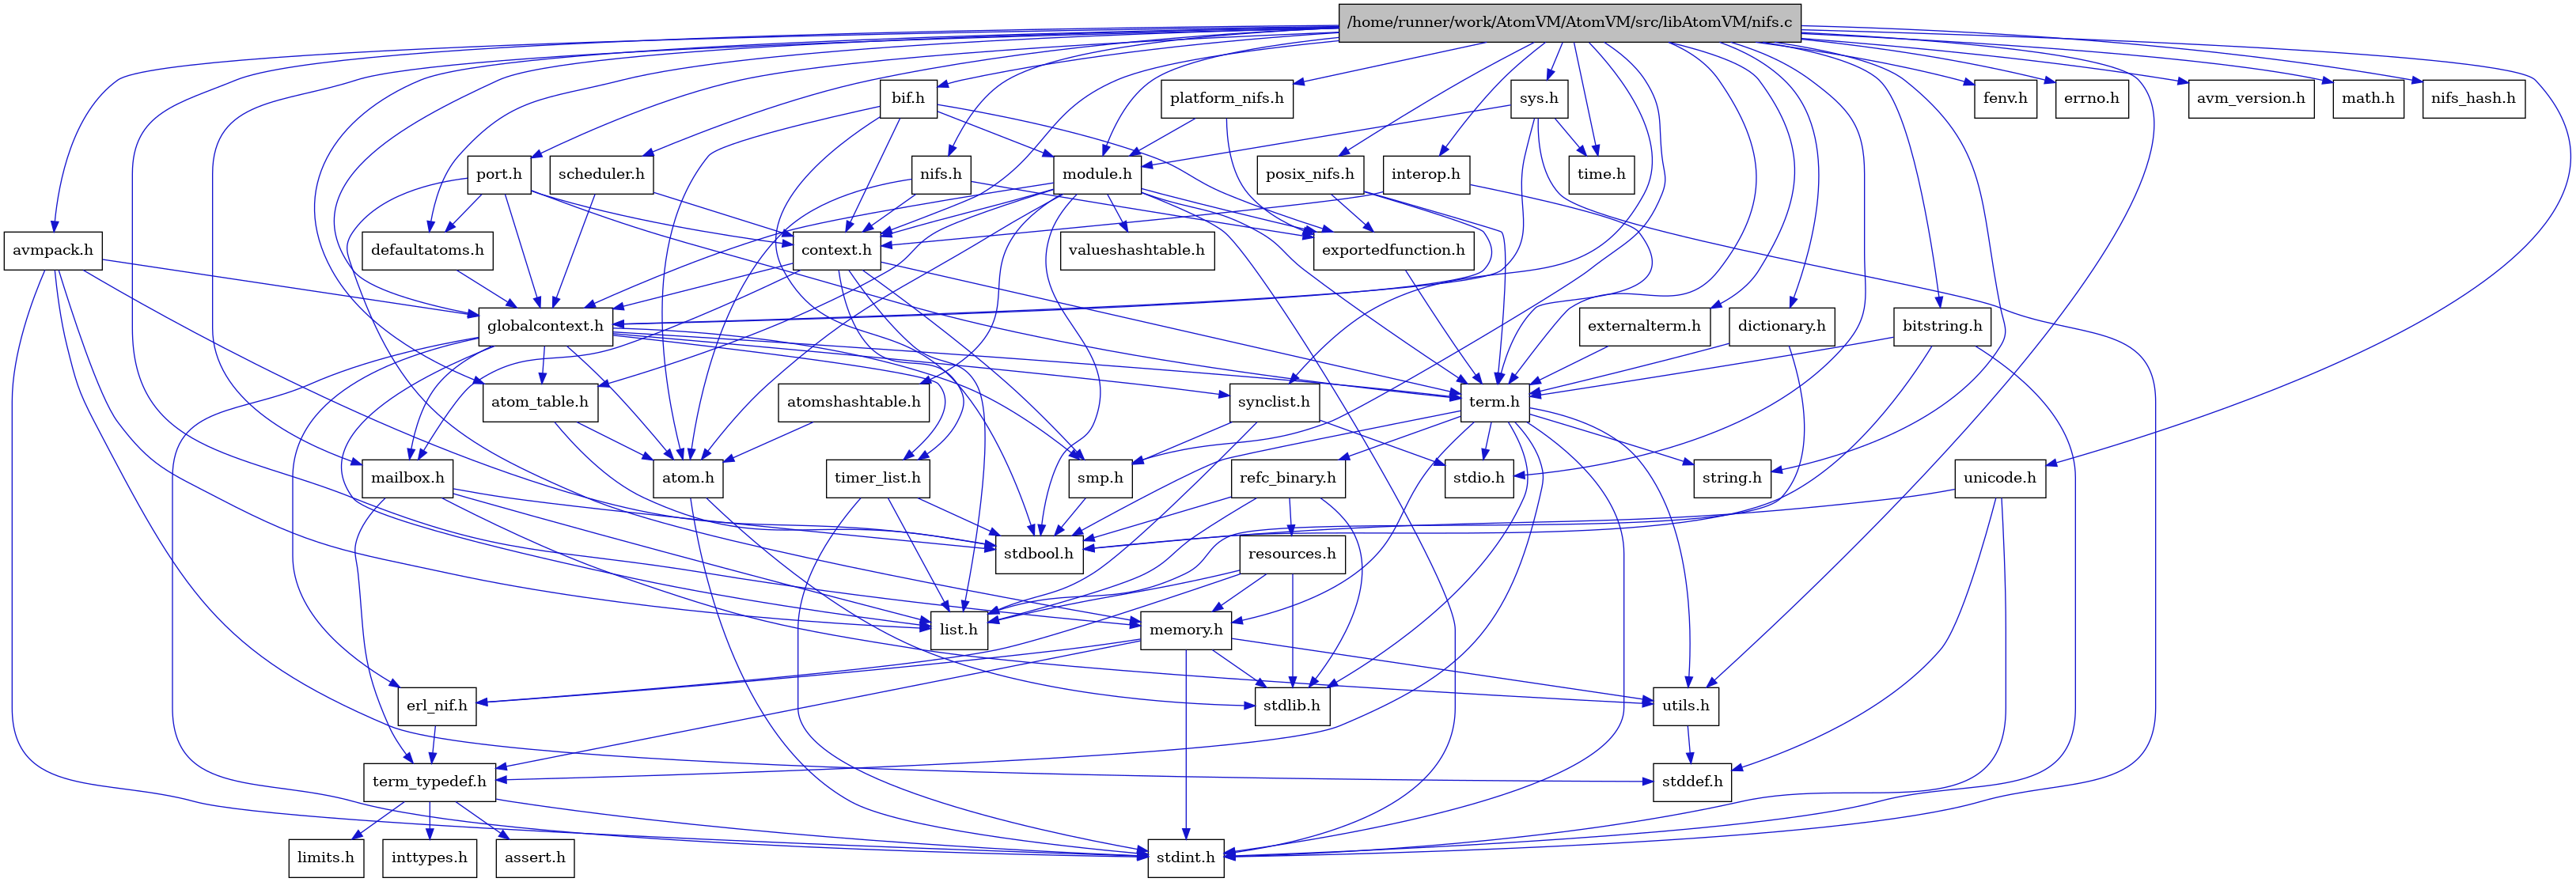 /home/runner/work/AtomVM/AtomVM/src/libAtomVM/nifs.c
bif.h
platform_nifs.h
sys.h
fenv.h
errno.h
avm_version.h
math.h
nifs_hash.h
port.h
scheduler.h
nifs.h
module.h
posix_nifs.h
interop.h
time.h
avmpack.h
defaultatoms.h
context.h
valueshashtable.h
exportedfunction.h
globalcontext.h
externalterm.h
dictionary.h
bitstring.h
atom_table.h
atomshashtable.h
synclist.h
term.h
mailbox.h
atom.h
timer_list.h
smp.h
refc_binary.h
stdio.h
string.h
unicode.h
stdbool.h
resources.h
list.h
memory.h
erl_nif.h
stdlib.h
utils.h
term_typedef.h
stddef.h
limits.h
inttypes.h
assert.h
stdint.h